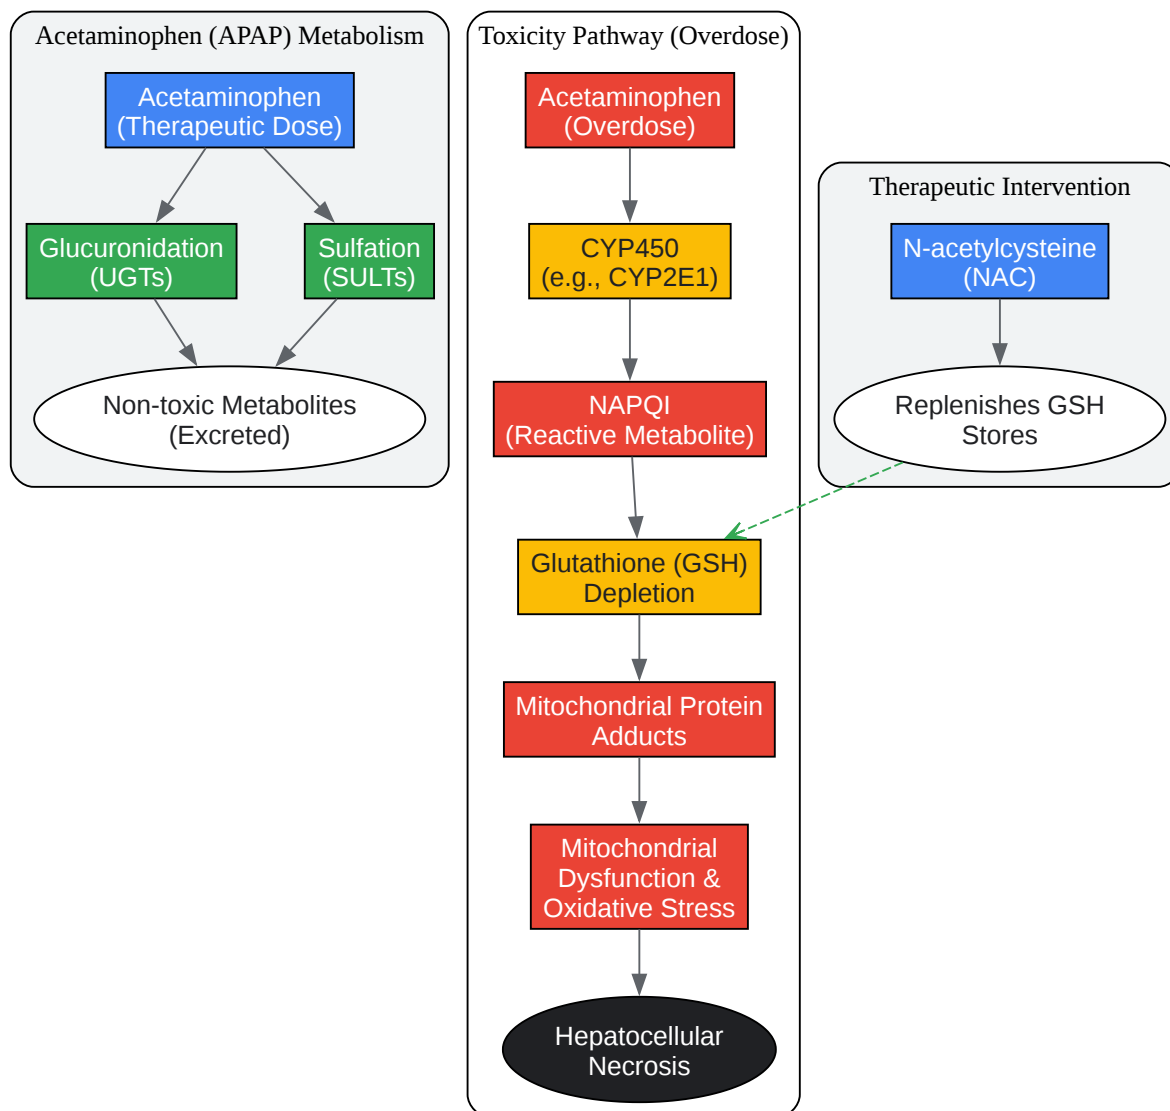 Acetaminophen (APAP) Metabolism
Acetaminophen
(Therapeutic Dose)
Glucuronidation
(UGTs)
Sulfation
(SULTs)
Non-toxic Metabolites
(Excreted)
Toxicity Pathway (Overdose)
Acetaminophen
(Overdose)
CYP450
(e.g., CYP2E1)
NAPQI
(Reactive Metabolite)
Glutathione (GSH)
Depletion
Mitochondrial Protein
Adducts
Mitochondrial
Dysfunction &
Oxidative Stress
Hepatocellular
Necrosis
Therapeutic Intervention
N-acetylcysteine
(NAC)
Replenishes GSH
Stores